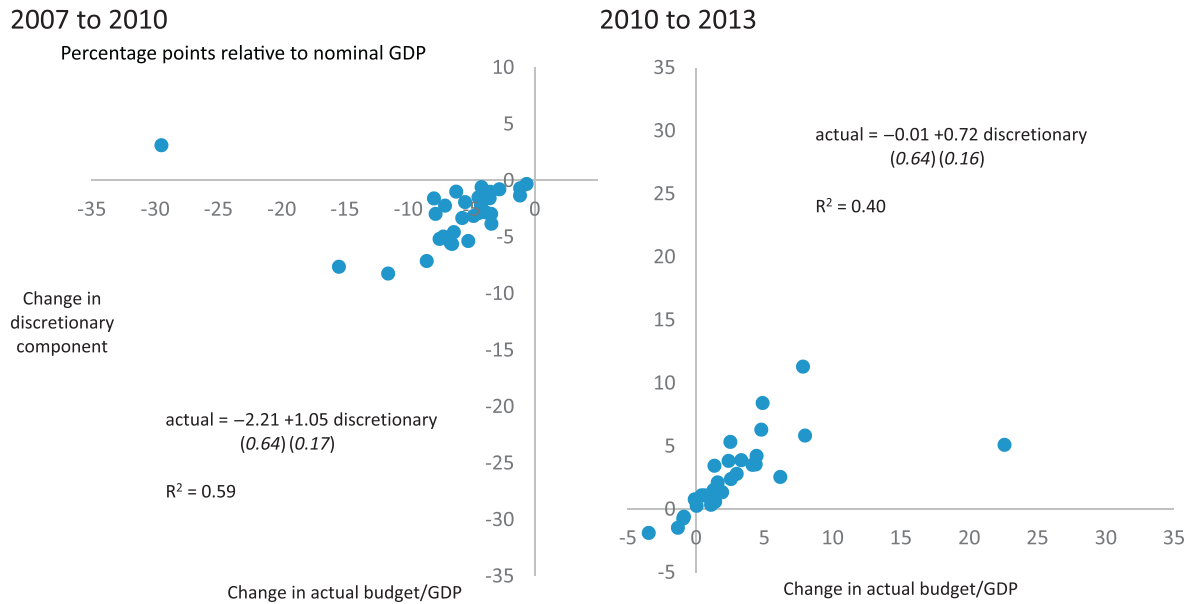 2007 to 2010
Percentage points relative to nominal GDP
10
5
0
-35 -30 -25 -20 -15 -10 -5 0
-5
-10
-15
-20
-25
-30
-35
Change in
discretionary
component
actual = −2.21 +1.05 discretionary
(0.64) (0.17)
R² = 0.59
Change in actual budget/GDP
2010 to 2013
35
30
25
20
15
10
5
0
-5
actual = −0.01 +0.72 discretionary
(0.64) (0.16)
R² = 0.40
-5 0 5 10 15 20 25 30 35
Change in actual budget/GDP